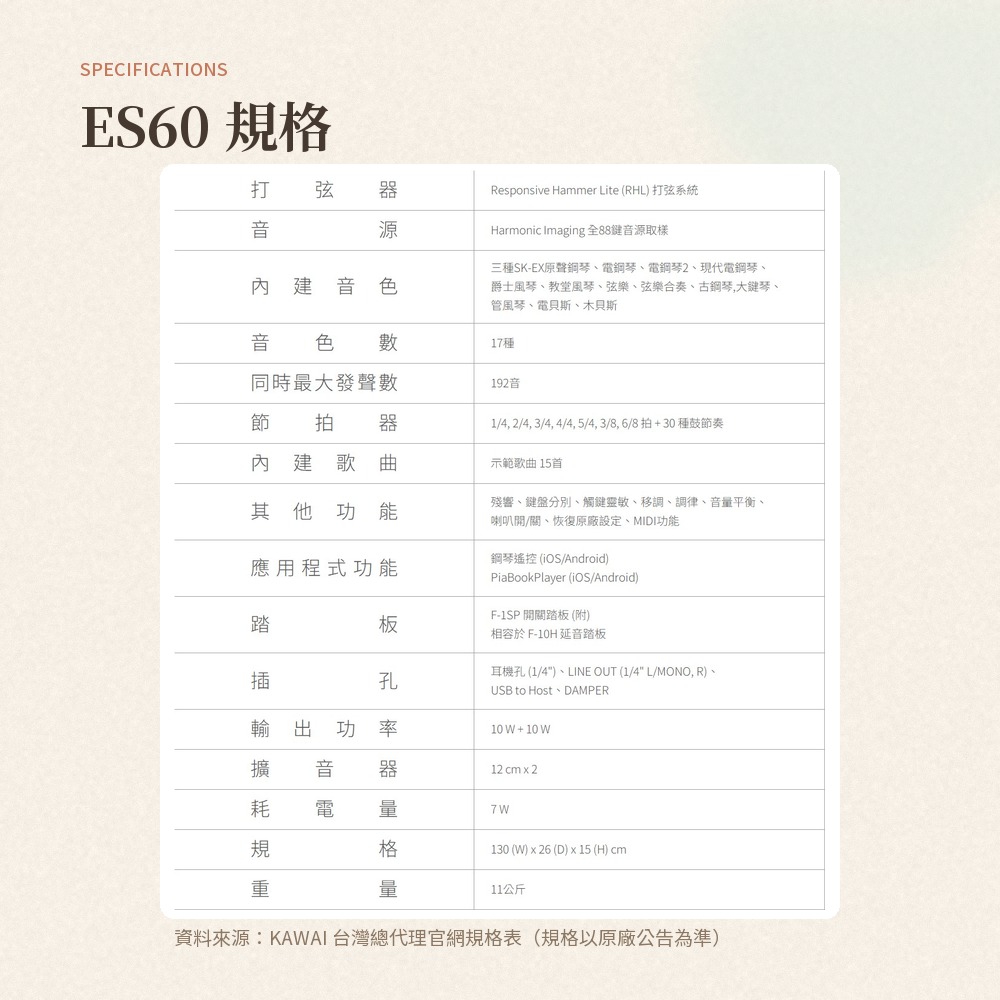 SPECIFICATIONS
ES60 規格
打弦器 Responsive Hammer Lite (RHL) 打弦系統
音源 Harmonic Imaging 全88鍵音源取樣
內建音色 三種SK-EX原聲鋼琴、電鋼琴、電鋼琴2、現代電鋼琴、
爵士風琴、教堂風琴、弦樂、弦樂合奏、古鋼琴,大鍵琴、
管風琴、電貝斯、木貝斯
音色數 17種
同時最大發聲數 192音
節拍器 1/4, 2/4, 3/4, 4/4, 5/4, 3/8, 6/8 拍 + 30 種鼓節奏
內建歌曲 示範歌曲 15首
其他功能 殘響、鍵盤分別、觸鍵靈敏、移調、調律、音量平衡、
喇叭開/關、恢復原廠設定、MIDI功能
應用程式功能 鋼琴遙控 (iOS/Android)
PiaBookPlayer (iOS/Android)
踏板 F-1SP 開關踏板 (附)
相容於 F-10H 延音踏板
插孔 耳機孔 (1/4")、LINE OUT (1/4" L/MONO, R)、
USB to Host、DAMPER
輸出功率 10 W + 10 W
擴音器 12 cm x 2
耗電量 7 W
規格 130 (W) x 26 (D) x 15 (H) cm
重量 11公斤
資料來源：KAWAI 台灣總代理官網規格表（規格以原廠公告為準）